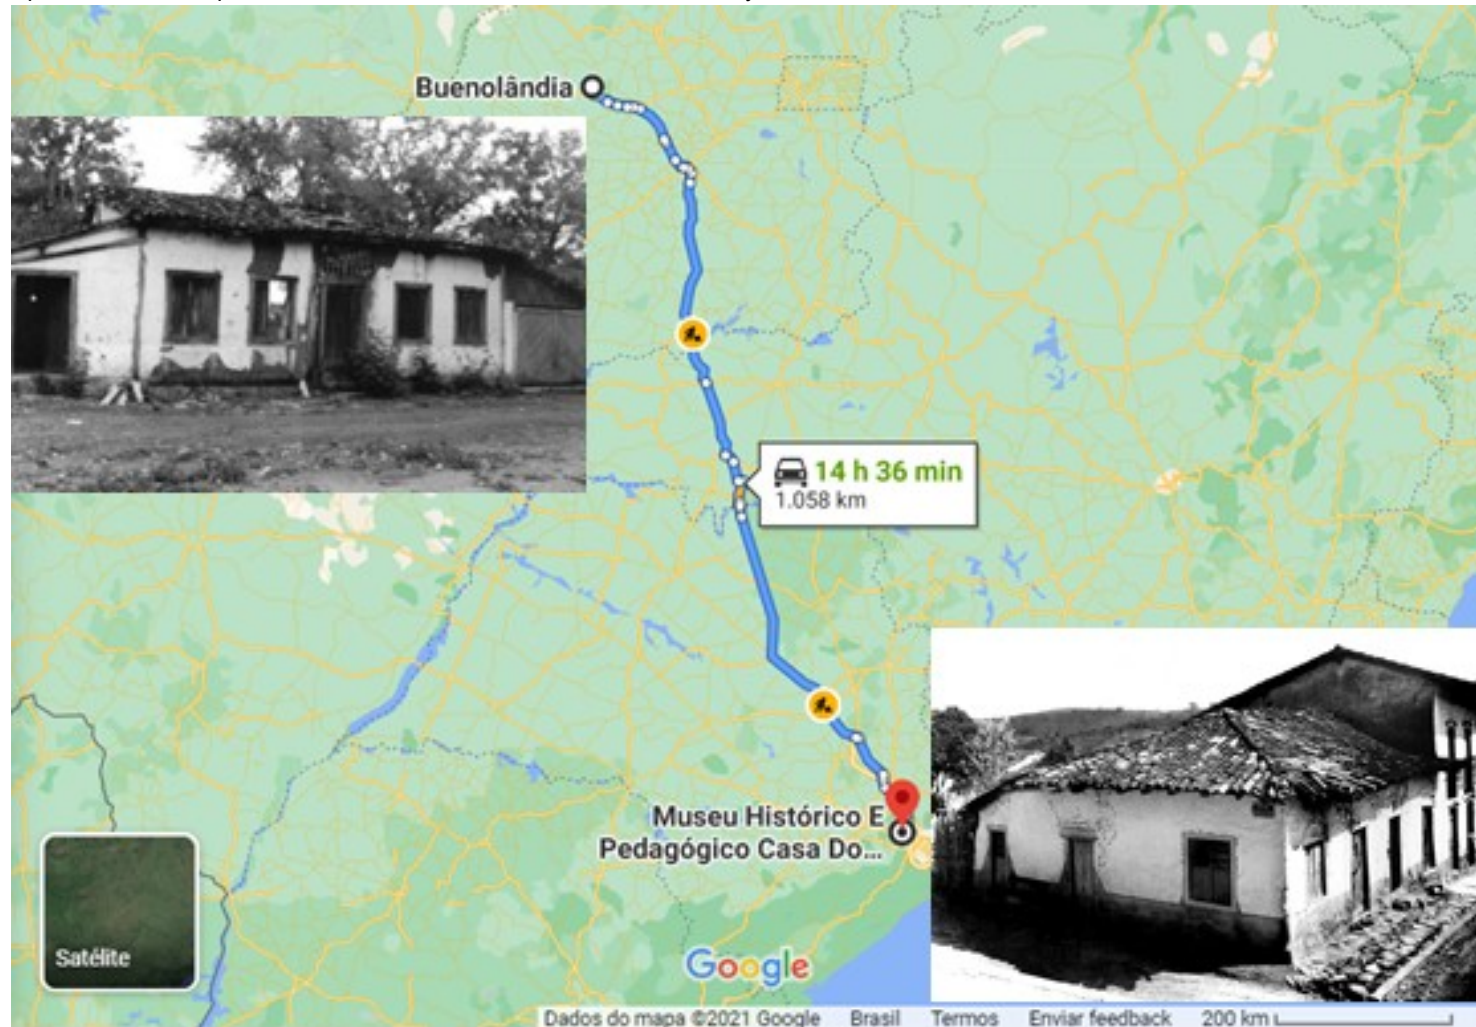 Buenolândia
14 h 36 min
1.058 km
Museu Histórico E
Pedagógico Casa Do...
Satélite
Google
Dados do mapa ©2021 Google Brasil Termos Enviar feedback 200 km